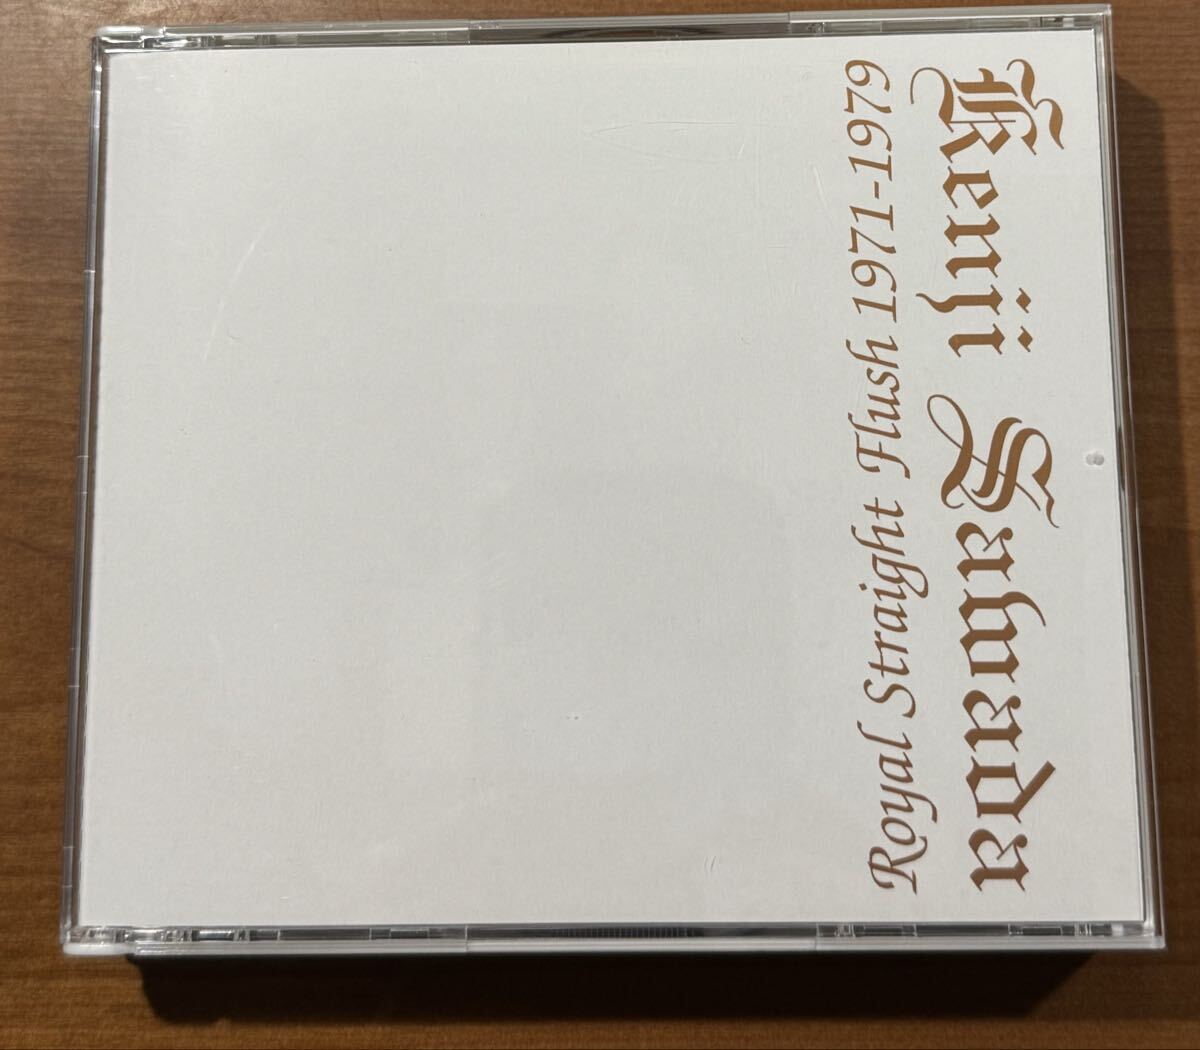 Kenji Sawada
Royal Straight Flush 1971-1979